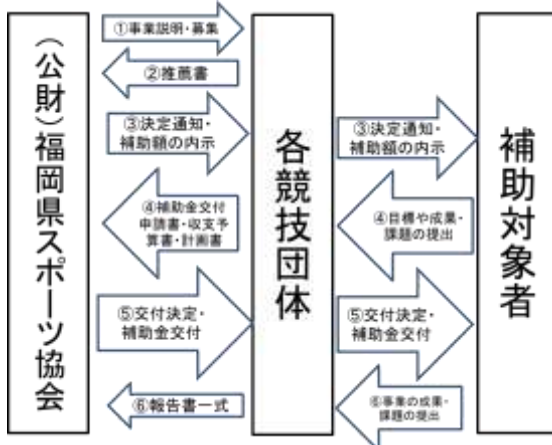 （公財）福岡県スポーツ協会
①事業説明・募集
②推薦書
③決定通知・
補助額の内示
④補助金交付
申請書・収支予
算書・計画書
⑤交付決定・
補助金交付
⑥報告書一式
各競技団体
③決定通知・
補助額の内示
④目標や成果・
課題の提出
⑤交付決定・
補助金交付
⑥事業の成果・
課題の提出
補助対象者